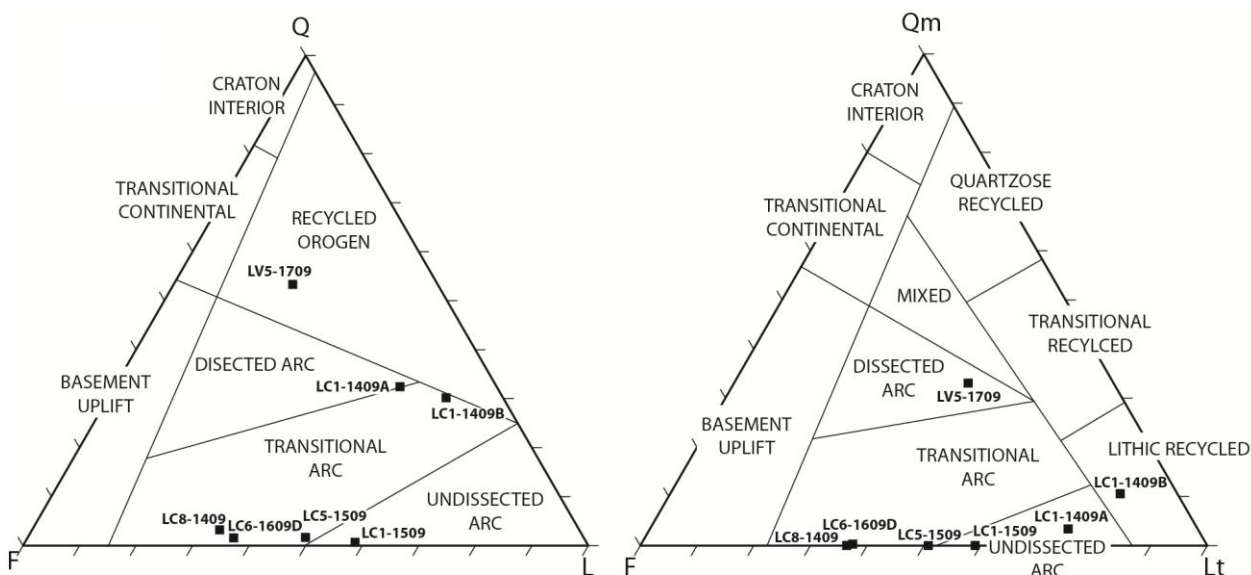 Q
CRATON
INTERIOR
TRANSITIONAL
CONTINENTAL
RECYCLED
OROGEN
LV5-1709
DISECTED ARC
BASEMENT
UPLIFT
LC1-1409A
LC1-1409B
TRANSITIONAL
ARC
UNDISSECTED
ARC
LC8-1409
LC6-1609D
LC5-1509
LC1-1509
F
L
Qm
CRATON
INTERIOR
QUARTZOSE
RECYCLED
TRANSITIONAL
CONTINENTAL
MIXED
TRANSITIONAL
RECYLCED
DISSECTED
ARC
LV5-1709
BASEMENT
UPLIFT
TRANSITIONAL
ARC
LITHIC RECYCLED
LC1-1409B
LC1-1409A
LC6-1609D
LC8-1409
LC5-1509
LC1-1509
UNDISSECTED
ARC
F
Lt